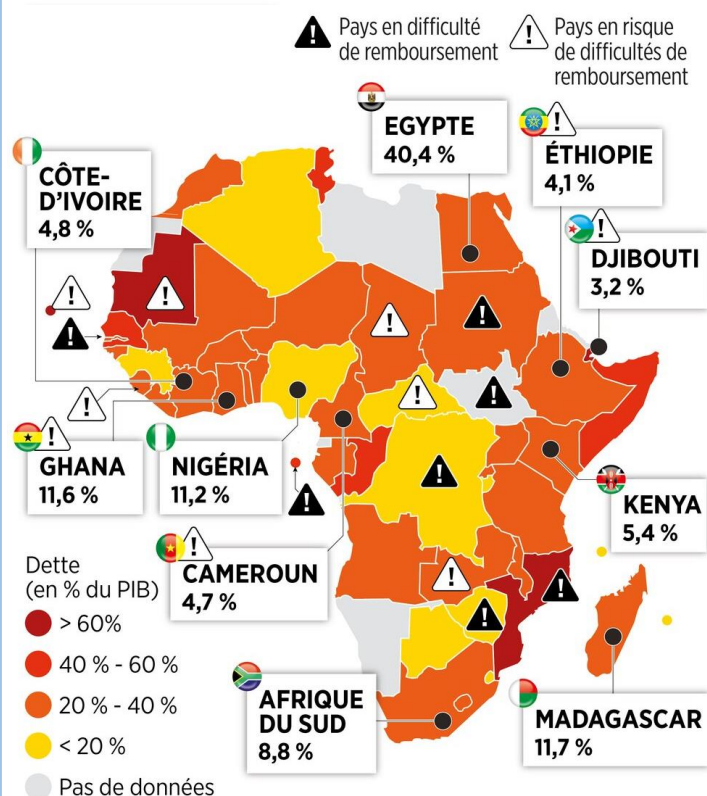 ! Pays en difficulté
de remboursement
! Pays en risque
de difficultés de
remboursement
EGYPTE
40,4 %
!
ÉTHIOPIE
4,1 %
CÔTE-
D'IVOIRE
4,8 %
!
DJIBOUTI
3,2 %
!
!
!
!
!
!
!
!
!
GHANA
11,6 %
NIGÉRIA
11,2 %
!
!
!
KENYA
5,4 %
!
CAMEROUN
4,7 %
!
!
!
Dette
(en % du PIB)
> 60%
40 % - 60 %
20 % - 40 %
< 20 %
Pas de données
AFRIQUE
DU SUD
8,8 %
MADAGASCAR
11,7 %